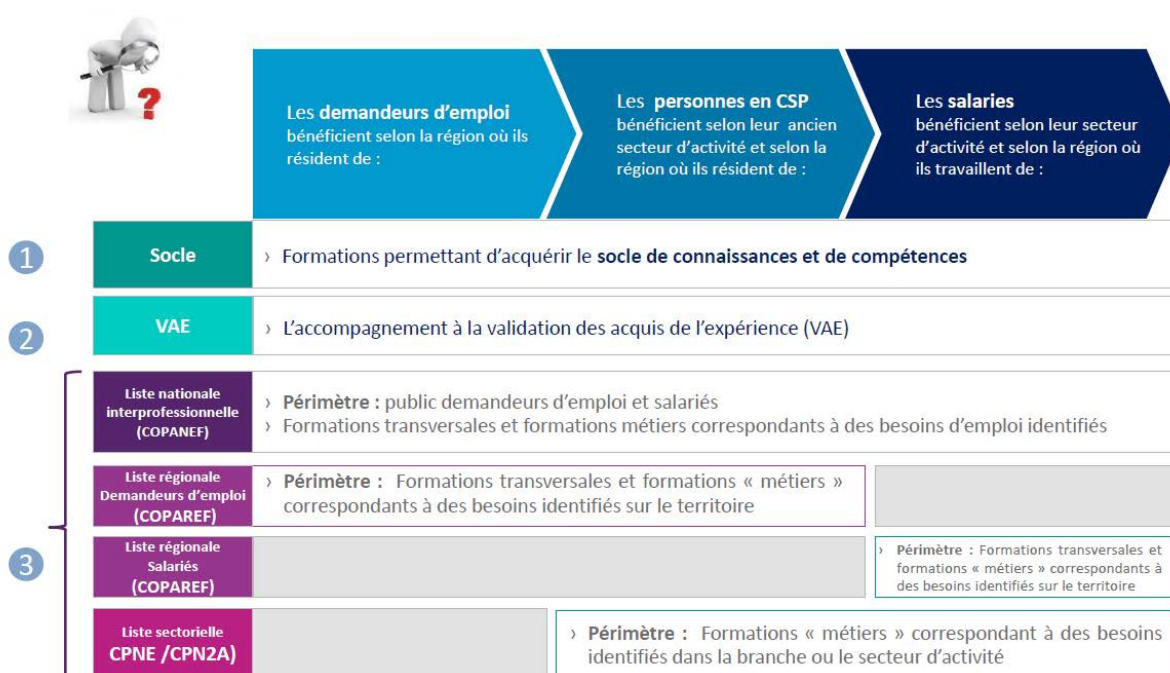 ?
Les demandeurs d'emploi
bénéficient selon la région où ils
résident de :
Les personnes en CSP
bénéficient selon leur ancien
secteur d'activité et selon la
région où ils résident de :
Les salaries
bénéficient selon leur secteur
d'activité et selon la région où
ils travaillent de :
1
Socle
› Formations permettant d'acquérir le socle de connaissances et de compétences
2
VAE
› L'accompagnement à la validation des acquis de l'expérience (VAE)
3
Liste nationale
interprofessionnelle
(COPANEF)
› Périmètre : public demandeurs d'emploi et salariés
› Formations transversales et formations métiers correspondants à des besoins d'emploi identifiés
Liste régionale
Demandeurs d'emploi
(COPAREF)
› Périmètre : Formations transversales et formations « métiers »
correspondants à des besoins identifiés sur le territoire
Liste régionale
Salariés
(COPAREF)
› Périmètre : Formations transversales et
formations « métiers » correspondants à
des besoins identifiés sur le territoire
Liste sectorielle
CPNE /CPN2A)
› Périmètre : Formations « métiers » correspondant à des besoins
identifiés dans la branche ou le secteur d'activité